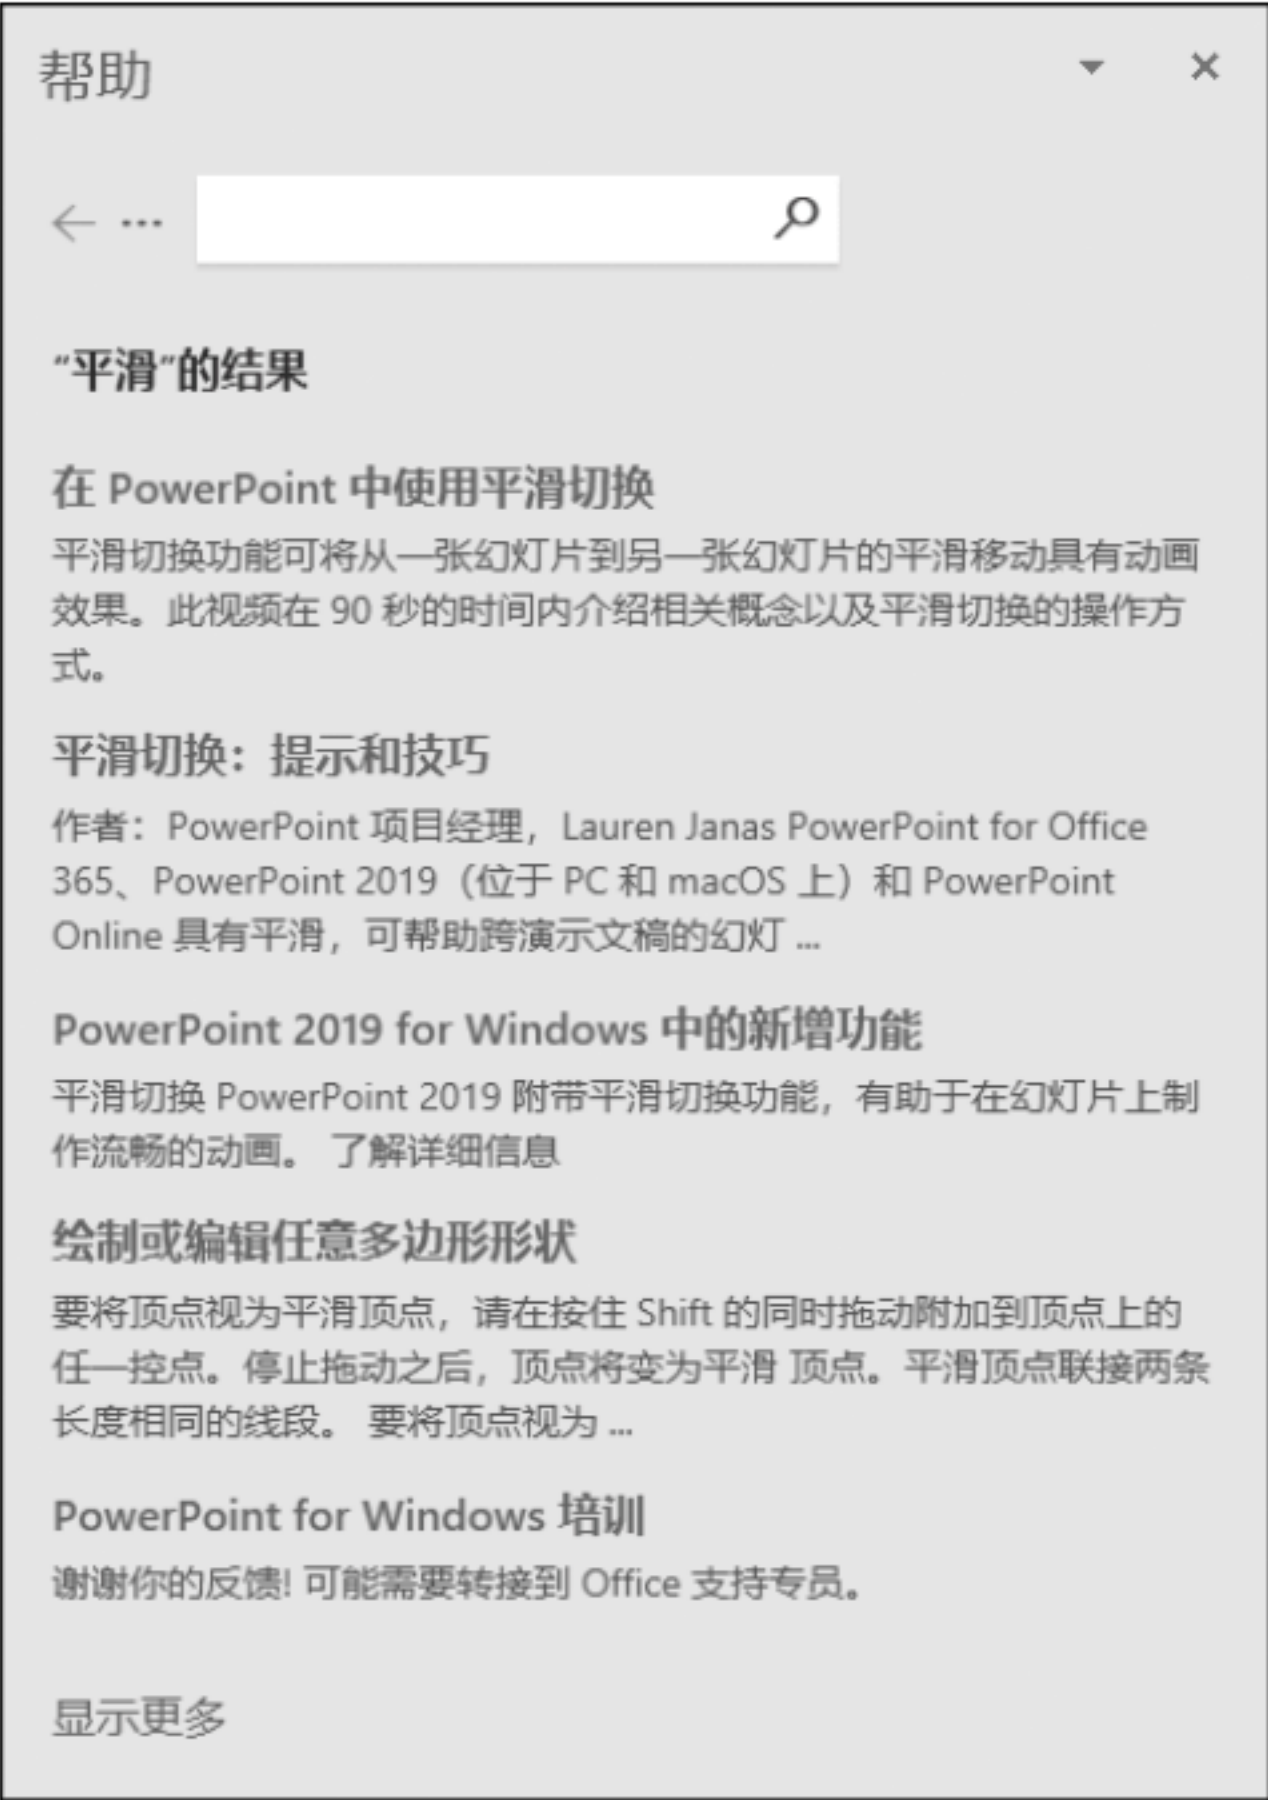 帮助
“平滑”的结果
在 PowerPoint 中使用平滑切换
平滑切换功能可将从一张幻灯片到另一张幻灯片的平滑移动具有动画
效果。此视频在 90 秒的时间内介绍相关概念以及平滑切换的操作方
式。
平滑切换：提示和技巧
作者：PowerPoint 项目经理，Lauren Janas PowerPoint for Office
365、PowerPoint 2019（位于 PC 和 macOS 上）和 PowerPoint
Online 具有平滑，可帮助跨演示文稿的幻灯 ...
PowerPoint 2019 for Windows 中的新增功能
平滑切换 PowerPoint 2019 附带平滑切换功能，有助于在幻灯片上制
作流畅的动画。 了解详细信息
绘制或编辑任意多边形形状
要将顶点视为平滑顶点，请在按住 Shift 的同时拖动附加到顶点上的
任一控点。停止拖动之后，顶点将变为平滑 顶点。平滑顶点联接两条
长度相同的线段。 要将顶点视为 ...
PowerPoint for Windows 培训
谢谢你的反馈! 可能需要转接到 Office 支持专员。
显示更多